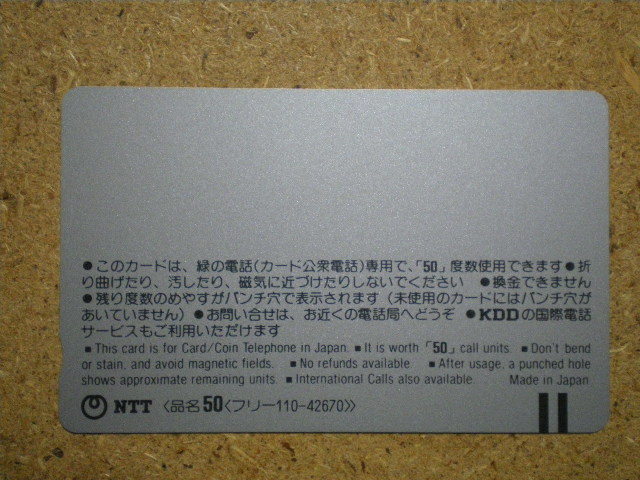 ●このカードは、緑の電話(カード公衆電話)専用で、「50」度数使用できます●折
り曲げたり、汚したり、磁気に近づけたりしないでください ●換金できません
●残り度数のめやすがパンチ穴で表示されます(未使用のカードにはパンチ穴が
あいていません)●お問い合せは、お近くの電話局へどうぞ ●KDDの国際電話
サービスもご利用いただけます
■This card is for Card/Coin Telephone in Japan. ■It is worth「50」call units. ■Don't bend
or stain, and avoid magnetic fields. ■No refunds available. ■After usage, a punched hole
shows approximate remaining units. ■International Calls also available. Made in Japan
NTT 〈品名50〈フリー110-42670〉〉